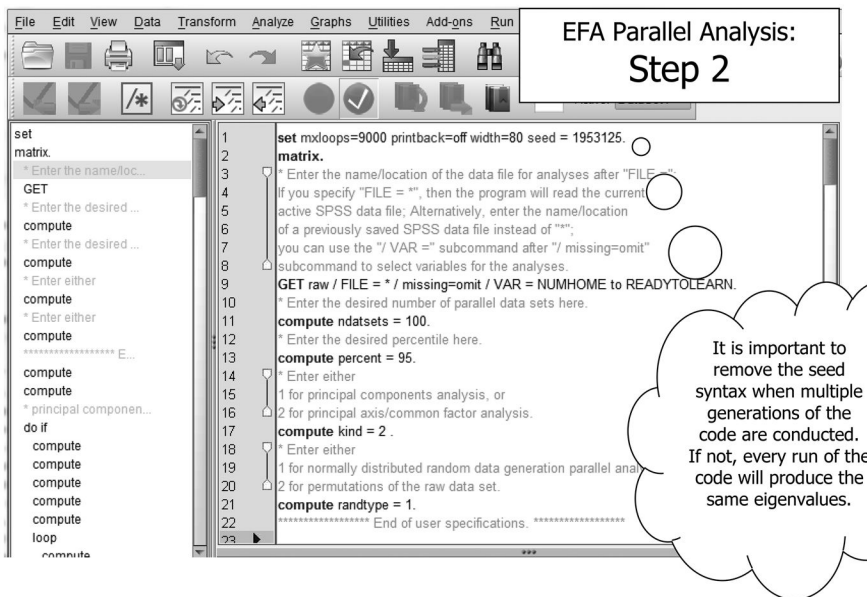 File Edit View Data Transform Analyze Graphs Utilities Add-ons Run
EFA Parallel Analysis:
Step 2
set
matrix.
* Enter the name/loc...
GET
* Enter the desired ...
compute
* Enter the desired ...
compute
* Enter either
compute
* Enter either
compute
****************** E...
compute
compute
* principal componen...
do if
compute
compute
compute
compute
compute
loop
compute
1 set mxloops=9000 printback=off width=80 seed = 1953125.
2 matrix.
3 * Enter the name/location of the data file for analyses after "FILE =";
4 If you specify "FILE = *", then the program will read the current
5 active SPSS data file; Alternatively, enter the name/location
6 of a previously saved SPSS data file instead of "*";
7 you can use the "/ VAR =" subcommand after "/ missing=omit"
8 subcommand to select variables for the analyses.
9 GET raw / FILE = * / missing=omit / VAR = NUMHOME to READYTOLEARN.
10 * Enter the desired number of parallel data sets here.
11 compute ndatsets = 100.
12 * Enter the desired percentile here.
13 compute percent = 95.
14 * Enter either
15 1 for principal components analysis, or
16 2 for principal axis/common factor analysis.
17 compute kind = 2 .
18 * Enter either
19 1 for normally distributed random data generation parallel
20 2 for permutations of the raw data set.
21 compute randtype = 1.
22 ****************** End of user specifications. ******************
23
It is important to
remove the seed
syntax when multiple
generations of the
code are conducted.
If not, every run of the
code will produce the
same eigenvalues.